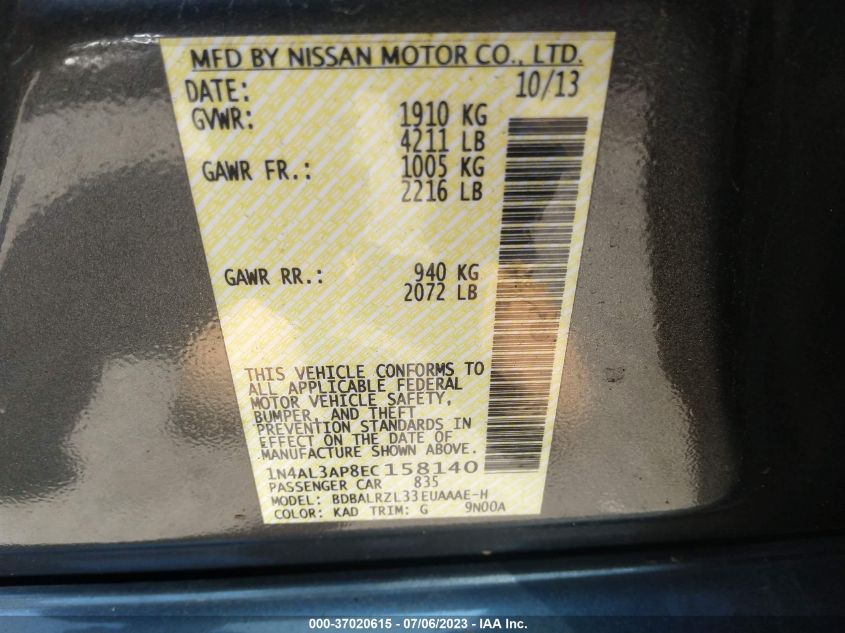 MFD BY NISSAN MOTOR CO., LTD.
DATE: 10/13
GVWR: 1910 KG
4211 LB
GAWR FR.: 1005 KG
2216 LB
GAWR RR.: 940 KG
2072 LB
THIS VEHICLE CONFORMS TO
ALL APPLICABLE FEDERAL
MOTOR VEHICLE SAFETY,
BUMPER, AND THEFT
PREVENTION STANDARDS IN
EFFECT ON THE DATE OF
MANUFACTURE SHOWN ABOVE.
1N4AL3AP8EC158140
PASSENGER CAR 835
MODEL: BDBALRZL33EUAAAE-H
COLOR: KAD TRIM: G 9N00A
000-37020615 - 07/06/2023 - IAA Inc.